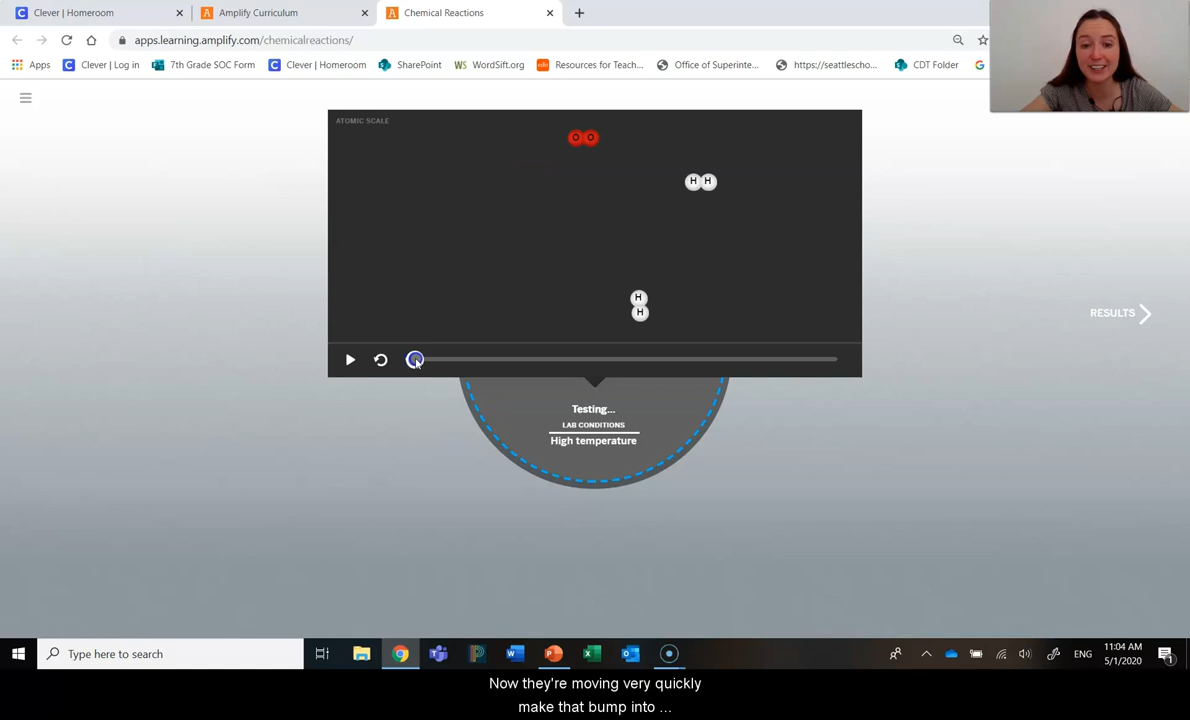 Clever | Homeroom
Amplify Curriculum
Chemical Reactions
apps.learning.amplify.com/chemicalreactions/
Apps
Clever | Log in
7th Grade SOC Form
Clever | Homeroom
SharePoint
WordSift.org
Resources for Teach...
Office of Superinte...
https://seattlescho...
CDT Folder
ATOMIC SCALE
O O
H H
H
H
RESULTS
Testing...
LAB CONDITIONS
High temperature
Type here to search
ENG
11:04 AM
5/1/2020
1
Now they're moving very quickly
make that bump into ...